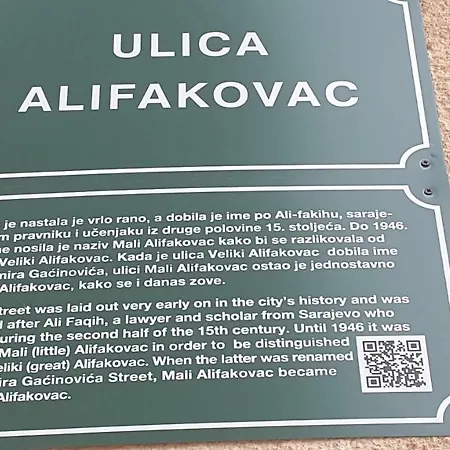 ULICA
ALIFAKOVAC
je nastala je vrlo rano, a dobila je ime po Ali-fakihu, saraje-
pravniku i učenjaku iz druge polovine 15. stoljeća. Do 1946.
nosila je naziv Mali Alifakovac kako bi se razlikovala od
Veliki Alifakovac. Kada je ulica Veliki Alifakovac dobila ime
Gaćinovića, ulici Mali Alifakovac ostao je jednostavno
Alifakovac, kako se i danas zove.
street was laid out very early on in the city's history and was
after Ali Faqih, a lawyer and scholar from Sarajevo who
during the second half of the 15th century. Until 1946 it was
Mali (little) Alifakovac in order to be distinguished
Veliki (great) Alifakovac. When the latter was renamed
Gaćinovića Street, Mali Alifakovac became
Alifakovac.